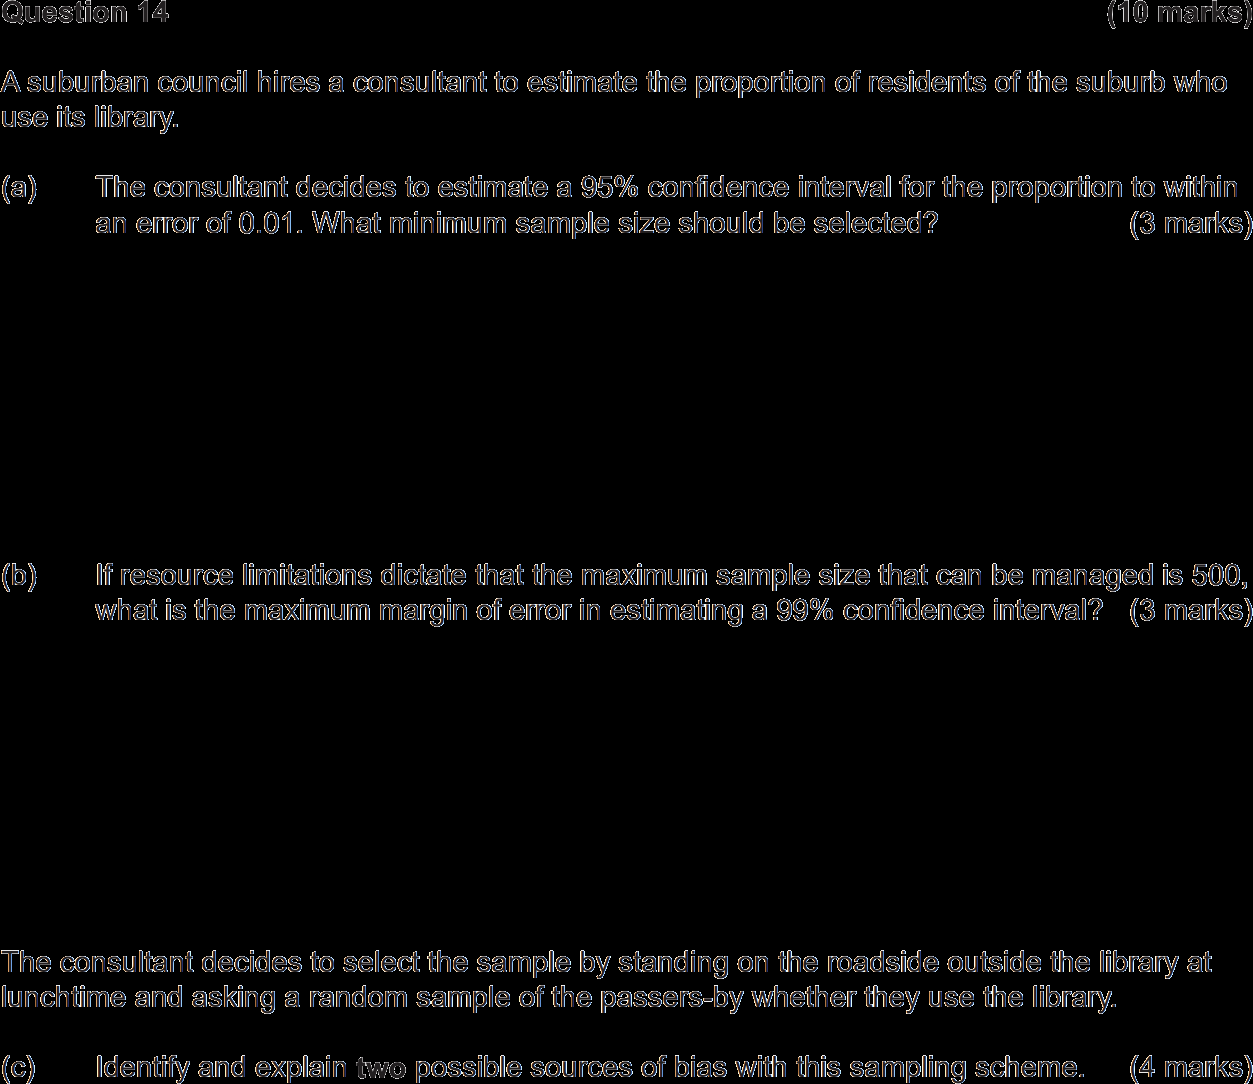 Question 14 (10 marks)
A suburban council hires a consultant to estimate the proportion of residents of the suburb who
use its library.
(a) The consultant decides to estimate a 95% confidence interval for the proportion to within
an error of 0.01. What minimum sample size should be selected? (3 marks)
(b) If resource limitations dictate that the maximum sample size that can be managed is 500,
what is the maximum margin of error in estimating a 99% confidence interval? (3 marks)
The consultant decides to select the sample by standing on the roadside outside the library at
lunchtime and asking a random sample of the passers-by whether they use the library.
(c) Identify and explain two possible sources of bias with this sampling scheme. (4 marks)